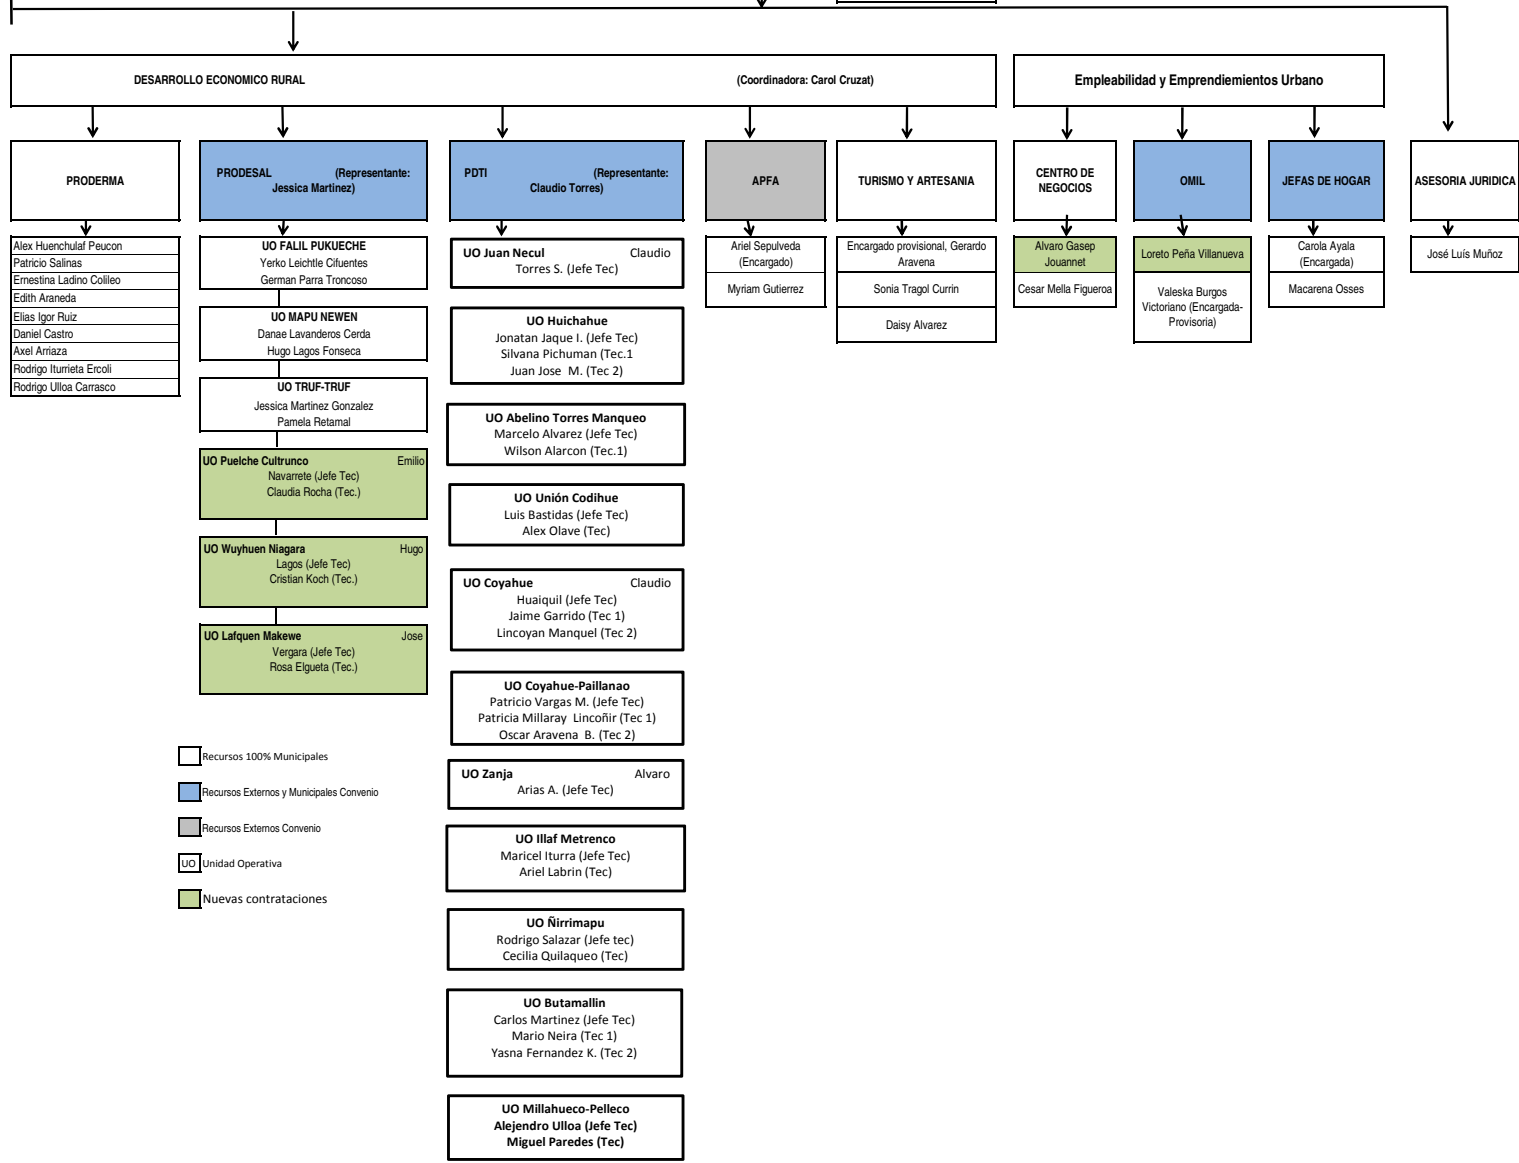 DESARROLLO ECONOMICO RURAL (Coordinadora: Carol Cruzat)
Empleabilidad y Emprendiemientos Urbano
PRODERMA
PRODESAL (Representante:
Jessica Martinez)
PDTI (Representante:
Claudio Torres)
APFA
TURISMO Y ARTESANIA
CENTRO DE
NEGOCIOS
OMIL
JEFAS DE HOGAR
ASESORIA JURIDICA
Alex Huenchulaf Peucon
Patricio Salinas
Ernestina Ladino Colileo
Edith Araneda
Elias Igor Ruiz
Daniel Castro
Axel Arriaza
Rodrigo Iturrieta Ercoli
Rodrigo Ulloa Carrasco
UO FALIL PUKUECHE
Yerko Leichtle Cifuentes
German Parra Troncoso
UO MAPU NEWEN
Danae Lavanderos Cerda
Hugo Lagos Fonseca
UO TRUF-TRUF
Jessica Martinez Gonzalez
Pamela Retamal
UO Puelche Cultrunco Emilio
Navarrete (Jefe Tec)
Claudia Rocha (Tec.)
UO Wuyhuen Niagara Hugo
Lagos (Jefe Tec)
Cristian Koch (Tec.)
UO Lafquen Makewe Jose
Vergara (Jefe Tec)
Rosa Elgueta (Tec.)
UO Juan Necul Claudio
Torres S. (Jefe Tec)
UO Huichahue
Jonatan Jaque I. (Jefe Tec)
Silvana Pichuman (Tec.1
Juan Jose M. (Tec 2)
UO Abelino Torres Manqueo
Marcelo Alvarez (Jefe Tec)
Wilson Alarcon (Tec.1)
UO Unión Codihue
Luis Bastidas (Jefe Tec)
Alex Olave (Tec)
UO Coyahue Claudio
Huaiquil (Jefe Tec)
Jaime Garrido (Tec 1)
Lincoyan Manquel (Tec 2)
UO Coyahue-Paillanao
Patricio Vargas M. (Jefe Tec)
Patricia Millaray Lincoñir (Tec 1)
Oscar Aravena B. (Tec 2)
UO Zanja Alvaro
Arias A. (Jefe Tec)
UO Illaf Metrenco
Maricel Iturra (Jefe Tec)
Ariel Labrin (Tec)
UO Ñirrimapu
Rodrigo Salazar (Jefe tec)
Cecilia Quilaqueo (Tec)
UO Butamallin
Carlos Martinez (Jefe Tec)
Mario Neira (Tec 1)
Yasna Fernandez K. (Tec 2)
UO Millahueco-Pelleco
Alejendro Ulloa (Jefe Tec)
Miguel Paredes (Tec)
Ariel Sepulveda
(Encargado)
Myriam Gutierrez
Encargado provisional, Gerardo
Aravena
Sonia Tragol Currin
Daisy Alvarez
Alvaro Gasep
Jouannet
Cesar Mella Figueroa
Loreto Peña Villanueva
Valeska Burgos
Victoriano (Encargada-
Provisoria)
Carola Ayala
(Encargada)
Macarena Osses
José Luís Muñoz
Recursos 100% Municipales
Recursos Externos y Municipales Convenio
Recursos Externos Convenio
UO Unidad Operativa
Nuevas contrataciones